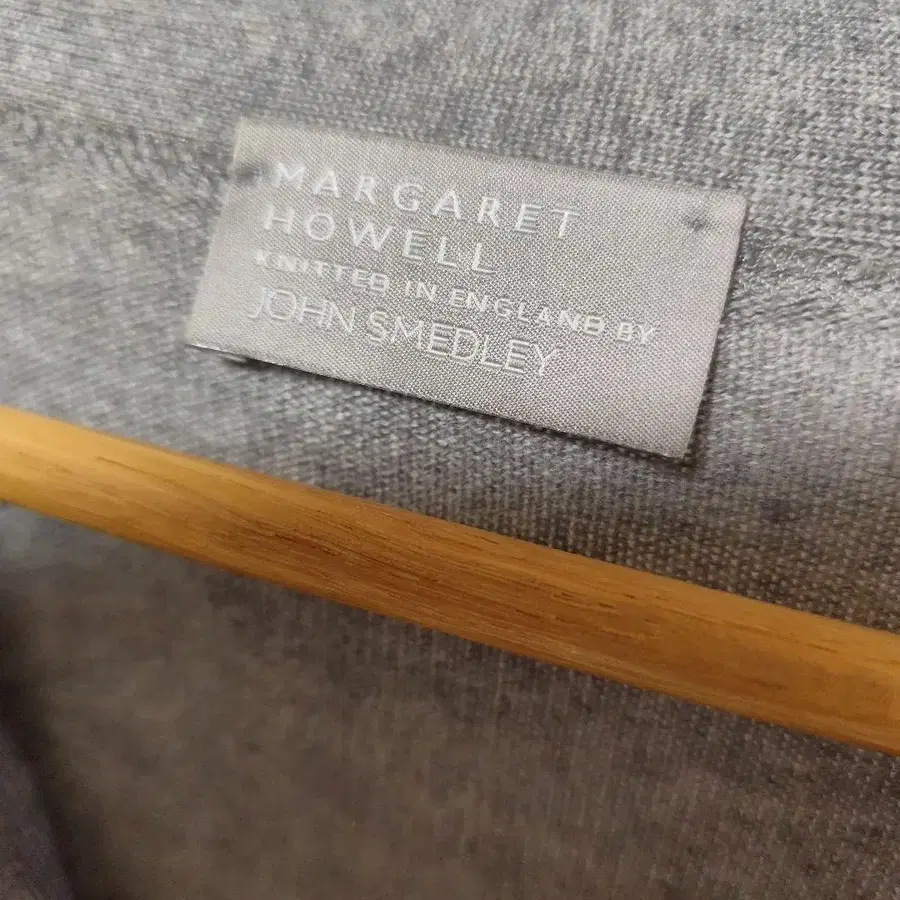 MARGARET
HOWELL
KNITTED IN ENGLAND BY
JOHN SMEDLEY